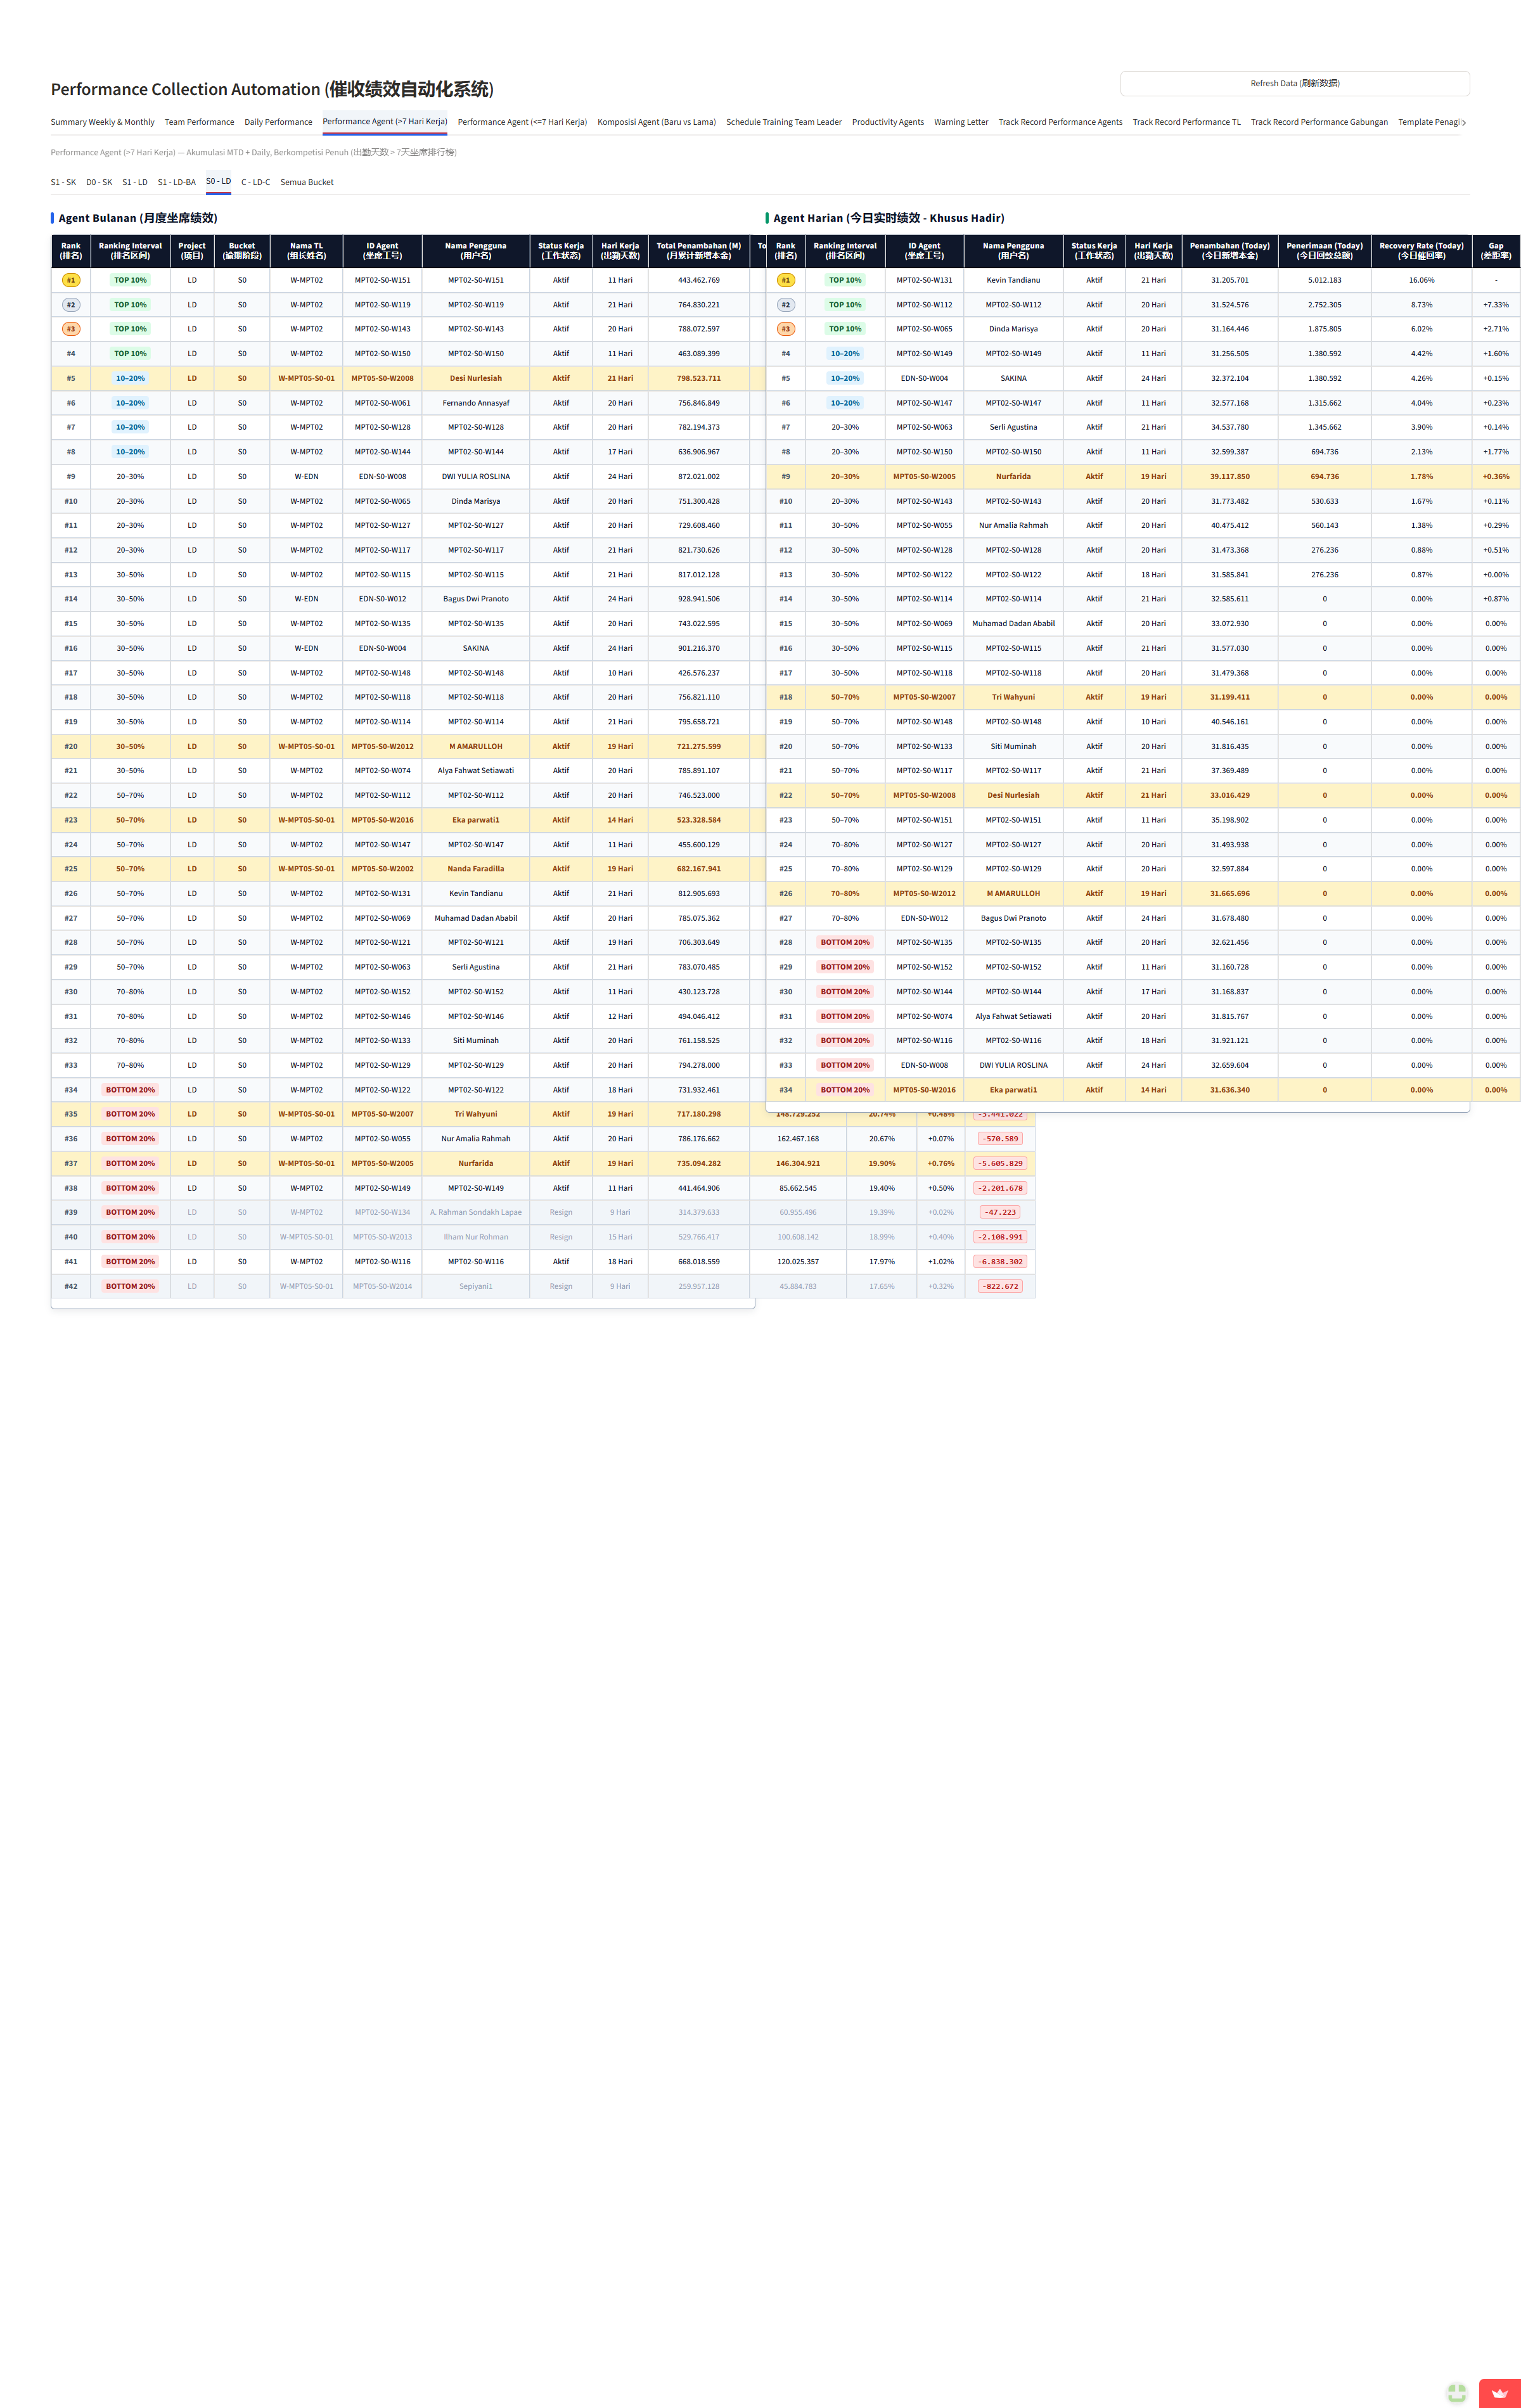 Performance Collection Automation (催收绩效自动化系统)
Refresh Data (刷新数据)
Summary Weekly & Monthly Team Performance Daily Performance Performance Agent (>7 Hari Kerja) Performance Agent (<=7 Hari Kerja) Komposisi Agent (Baru vs Lama) Schedule Training Team Leader Productivity Agents Warning Letter Track Record Performance Agents Track Record Performance TL Track Record Performance Gabungan Template Penagi
Performance Agent (>7 Hari Kerja) — Akumulasi MTD + Daily, Berkompetisi Penuh (出勤天数 > 7天坐席排行榜)
S1 - SK D0 - SK S1 - LD S1 - LD-BA S0 - LD C - LD-C Semua Bucket
Agent Bulanan (月度坐席绩效)
Rank Ranking Interval Project Bucket Nama TL ID Agent Nama Pengguna Status Kerja Hari Kerja Total Penambahan (M) To
(排名) (排名区间) (项目) (逾期阶段) (组长姓名) (坐席工号) (用户名) (工作状态) (出勤天数) (月累计新增本金)
#1 TOP 10% LD S0 W-MPT02 MPT02-S0-W151 MPT02-S0-W151 Aktif 11 Hari 443.462.769
#2 TOP 10% LD S0 W-MPT02 MPT02-S0-W119 MPT02-S0-W119 Aktif 21 Hari 764.830.221
#3 TOP 10% LD S0 W-MPT02 MPT02-S0-W143 MPT02-S0-W143 Aktif 20 Hari 788.072.597
#4 TOP 10% LD S0 W-MPT02 MPT02-S0-W150 MPT02-S0-W150 Aktif 11 Hari 463.089.399
#5 10–20% LD S0 W-MPT05-S0-01 MPT05-S0-W2008 Desi Nurlesiah Aktif 21 Hari 798.523.711
#6 10–20% LD S0 W-MPT02 MPT02-S0-W061 Fernando Annasyaf Aktif 20 Hari 756.846.849
#7 10–20% LD S0 W-MPT02 MPT02-S0-W128 MPT02-S0-W128 Aktif 20 Hari 782.194.373
#8 10–20% LD S0 W-MPT02 MPT02-S0-W144 MPT02-S0-W144 Aktif 17 Hari 636.906.967
#9 20–30% LD S0 W-EDN EDN-S0-W008 DWI YULIA ROSLINA Aktif 24 Hari 872.021.002
#10 20–30% LD S0 W-MPT02 MPT02-S0-W065 Dinda Marisya Aktif 20 Hari 751.300.428
#11 20–30% LD S0 W-MPT02 MPT02-S0-W127 MPT02-S0-W127 Aktif 20 Hari 729.608.460
#12 20–30% LD S0 W-MPT02 MPT02-S0-W117 MPT02-S0-W117 Aktif 21 Hari 821.730.626
#13 30–50% LD S0 W-MPT02 MPT02-S0-W115 MPT02-S0-W115 Aktif 21 Hari 817.012.128
#14 30–50% LD S0 W-EDN EDN-S0-W012 Bagus Dwi Pranoto Aktif 24 Hari 928.941.506
#15 30–50% LD S0 W-MPT02 MPT02-S0-W135 MPT02-S0-W135 Aktif 20 Hari 743.022.595
#16 30–50% LD S0 W-EDN EDN-S0-W004 SAKINA Aktif 24 Hari 901.216.370
#17 30–50% LD S0 W-MPT02 MPT02-S0-W148 MPT02-S0-W148 Aktif 10 Hari 426.576.237
#18 30–50% LD S0 W-MPT02 MPT02-S0-W118 MPT02-S0-W118 Aktif 20 Hari 756.821.110
#19 30–50% LD S0 W-MPT02 MPT02-S0-W114 MPT02-S0-W114 Aktif 21 Hari 795.658.721
#20 30–50% LD S0 W-MPT05-S0-01 MPT05-S0-W2012 M AMARULLOH Aktif 19 Hari 721.275.599
#21 30–50% LD S0 W-MPT02 MPT02-S0-W074 Alya Fahwat Setiawati Aktif 20 Hari 785.891.107
#22 50–70% LD S0 W-MPT02 MPT02-S0-W112 MPT02-S0-W112 Aktif 20 Hari 746.523.000
#23 50–70% LD S0 W-MPT05-S0-01 MPT05-S0-W2016 Eka parwati1 Aktif 14 Hari 523.328.584
#24 50–70% LD S0 W-MPT02 MPT02-S0-W147 MPT02-S0-W147 Aktif 11 Hari 455.600.129
#25 50–70% LD S0 W-MPT05-S0-01 MPT05-S0-W2002 Nanda Faradilla Aktif 19 Hari 682.167.941
#26 50–70% LD S0 W-MPT02 MPT02-S0-W131 Kevin Tandianu Aktif 21 Hari 812.905.693
#27 50–70% LD S0 W-MPT02 MPT02-S0-W069 Muhamad Dadan Ababil Aktif 20 Hari 785.075.362
#28 50–70% LD S0 W-MPT02 MPT02-S0-W121 MPT02-S0-W121 Aktif 19 Hari 706.303.649
#29 50–70% LD S0 W-MPT02 MPT02-S0-W063 Serli Agustina Aktif 21 Hari 783.070.485
#30 70–80% LD S0 W-MPT02 MPT02-S0-W152 MPT02-S0-W152 Aktif 11 Hari 430.123.728
#31 70–80% LD S0 W-MPT02 MPT02-S0-W146 MPT02-S0-W146 Aktif 12 Hari 494.046.412
#32 70–80% LD S0 W-MPT02 MPT02-S0-W133 Siti Muminah Aktif 20 Hari 761.158.525
#33 70–80% LD S0 W-MPT02 MPT02-S0-W129 MPT02-S0-W129 Aktif 20 Hari 794.278.000
#34 BOTTOM 20% LD S0 W-MPT02 MPT02-S0-W122 MPT02-S0-W122 Aktif 18 Hari 731.932.461
#35 BOTTOM 20% LD S0 W-MPT05-S0-01 MPT05-S0-W2007 Tri Wahyuni Aktif 19 Hari 717.180.298 148.729.252 20.74% +0.48% -3.441.022
#36 BOTTOM 20% LD S0 W-MPT02 MPT02-S0-W055 Nur Amalia Rahmah Aktif 20 Hari 786.176.662 162.467.168 20.67% +0.07% -570.589
#37 BOTTOM 20% LD S0 W-MPT05-S0-01 MPT05-S0-W2005 Nurfarida Aktif 19 Hari 735.094.282 146.304.921 19.90% +0.76% -5.605.829
#38 BOTTOM 20% LD S0 W-MPT02 MPT02-S0-W149 MPT02-S0-W149 Aktif 11 Hari 441.464.906 85.662.545 19.40% +0.50% -2.201.678
#39 BOTTOM 20% LD S0 W-MPT02 MPT02-S0-W134 A. Rahman Sondakh Lapae Resign 9 Hari 314.379.633 60.955.496 19.39% +0.02% -47.223
#40 BOTTOM 20% LD S0 W-MPT05-S0-01 MPT05-S0-W2013 Ilham Nur Rohman Resign 15 Hari 529.766.417 100.608.142 18.99% +0.40% -2.108.991
#41 BOTTOM 20% LD S0 W-MPT02 MPT02-S0-W116 MPT02-S0-W116 Aktif 18 Hari 668.018.559 120.025.357 17.97% +1.02% -6.838.302
#42 BOTTOM 20% LD S0 W-MPT05-S0-01 MPT05-S0-W2014 Sepiyani1 Resign 9 Hari 259.957.128 45.884.783 17.65% +0.32% -822.672
Agent Harian (今日实时绩效 - Khusus Hadir)
Rank Ranking Interval ID Agent Nama Pengguna Status Kerja Hari Kerja Penambahan (Today) Penerimaan (Today) Recovery Rate (Today) Gap
(排名) (排名区间) (坐席工号) (用户名) (工作状态) (出勤天数) (今日新增本金) (今日回款总额) (今日催回率) (差距率)
#1 TOP 10% MPT02-S0-W131 Kevin Tandianu Aktif 21 Hari 31.205.701 5.012.183 16.06% -
#2 TOP 10% MPT02-S0-W112 MPT02-S0-W112 Aktif 20 Hari 31.524.576 2.752.305 8.73% +7.33%
#3 TOP 10% MPT02-S0-W065 Dinda Marisya Aktif 20 Hari 31.164.446 1.875.805 6.02% +2.71%
#4 10–20% MPT02-S0-W149 MPT02-S0-W149 Aktif 11 Hari 31.256.505 1.380.592 4.42% +1.60%
#5 10–20% EDN-S0-W004 SAKINA Aktif 24 Hari 32.372.104 1.380.592 4.26% +0.15%
#6 10–20% MPT02-S0-W147 MPT02-S0-W147 Aktif 11 Hari 32.577.168 1.315.662 4.04% +0.23%
#7 20–30% MPT02-S0-W063 Serli Agustina Aktif 21 Hari 34.537.780 1.345.662 3.90% +0.14%
#8 20–30% MPT02-S0-W150 MPT02-S0-W150 Aktif 11 Hari 32.599.387 694.736 2.13% +1.77%
#9 20–30% MPT05-S0-W2005 Nurfarida Aktif 19 Hari 39.117.850 694.736 1.78% +0.36%
#10 20–30% MPT02-S0-W143 MPT02-S0-W143 Aktif 20 Hari 31.773.482 530.633 1.67% +0.11%
#11 30–50% MPT02-S0-W055 Nur Amalia Rahmah Aktif 20 Hari 40.475.412 560.143 1.38% +0.29%
#12 30–50% MPT02-S0-W128 MPT02-S0-W128 Aktif 20 Hari 31.473.368 276.236 0.88% +0.51%
#13 30–50% MPT02-S0-W122 MPT02-S0-W122 Aktif 18 Hari 31.585.841 276.236 0.87% +0.00%
#14 30–50% MPT02-S0-W114 MPT02-S0-W114 Aktif 21 Hari 32.585.611 0 0.00% +0.87%
#15 30–50% MPT02-S0-W069 Muhamad Dadan Ababil Aktif 20 Hari 33.072.930 0 0.00% 0.00%
#16 30–50% MPT02-S0-W115 MPT02-S0-W115 Aktif 21 Hari 31.577.030 0 0.00% 0.00%
#17 30–50% MPT02-S0-W118 MPT02-S0-W118 Aktif 20 Hari 31.479.368 0 0.00% 0.00%
#18 50–70% MPT05-S0-W2007 Tri Wahyuni Aktif 19 Hari 31.199.411 0 0.00% 0.00%
#19 50–70% MPT02-S0-W148 MPT02-S0-W148 Aktif 10 Hari 40.546.161 0 0.00% 0.00%
#20 50–70% MPT02-S0-W133 Siti Muminah Aktif 20 Hari 31.816.435 0 0.00% 0.00%
#21 50–70% MPT02-S0-W117 MPT02-S0-W117 Aktif 21 Hari 37.369.489 0 0.00% 0.00%
#22 50–70% MPT05-S0-W2008 Desi Nurlesiah Aktif 21 Hari 33.016.429 0 0.00% 0.00%
#23 50–70% MPT02-S0-W151 MPT02-S0-W151 Aktif 11 Hari 35.198.902 0 0.00% 0.00%
#24 70–80% MPT02-S0-W127 MPT02-S0-W127 Aktif 20 Hari 31.493.938 0 0.00% 0.00%
#25 70–80% MPT02-S0-W129 MPT02-S0-W129 Aktif 20 Hari 32.597.884 0 0.00% 0.00%
#26 70–80% MPT05-S0-W2012 M AMARULLOH Aktif 19 Hari 31.665.696 0 0.00% 0.00%
#27 70–80% EDN-S0-W012 Bagus Dwi Pranoto Aktif 24 Hari 31.678.480 0 0.00% 0.00%
#28 BOTTOM 20% MPT02-S0-W135 MPT02-S0-W135 Aktif 20 Hari 32.621.456 0 0.00% 0.00%
#29 BOTTOM 20% MPT02-S0-W152 MPT02-S0-W152 Aktif 11 Hari 31.160.728 0 0.00% 0.00%
#30 BOTTOM 20% MPT02-S0-W144 MPT02-S0-W144 Aktif 17 Hari 31.168.837 0 0.00% 0.00%
#31 BOTTOM 20% MPT02-S0-W074 Alya Fahwat Setiawati Aktif 20 Hari 31.815.767 0 0.00% 0.00%
#32 BOTTOM 20% MPT02-S0-W116 MPT02-S0-W116 Aktif 18 Hari 31.921.121 0 0.00% 0.00%
#33 BOTTOM 20% EDN-S0-W008 DWI YULIA ROSLINA Aktif 24 Hari 32.659.604 0 0.00% 0.00%
#34 BOTTOM 20% MPT05-S0-W2016 Eka parwati1 Aktif 14 Hari 31.636.340 0 0.00% 0.00%